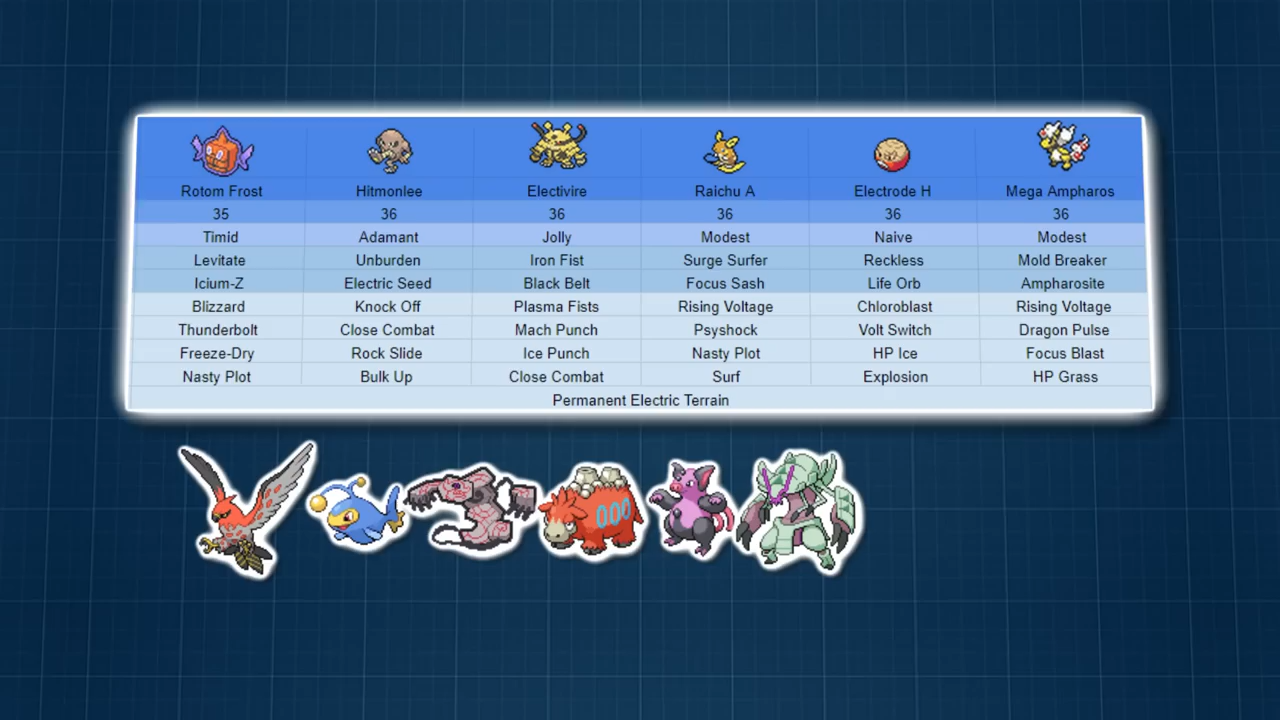 Rotom Frost Hitmonlee Electivire Raichu A Electrode H Mega Ampharos
35 36 36 36 36 36
Timid Adamant Jolly Modest Naive Modest
Levitate Unburden Iron Fist Surge Surfer Reckless Mold Breaker
Icium-Z Electric Seed Black Belt Focus Sash Life Orb Ampharosite
Blizzard Knock Off Plasma Fists Rising Voltage Chloroblast Rising Voltage
Thunderbolt Close Combat Mach Punch Psyshock Volt Switch Dragon Pulse
Freeze-Dry Rock Slide Ice Punch Nasty Plot HP Ice Focus Blast
Nasty Plot Bulk Up Close Combat Surf Explosion HP Grass
Permanent Electric Terrain